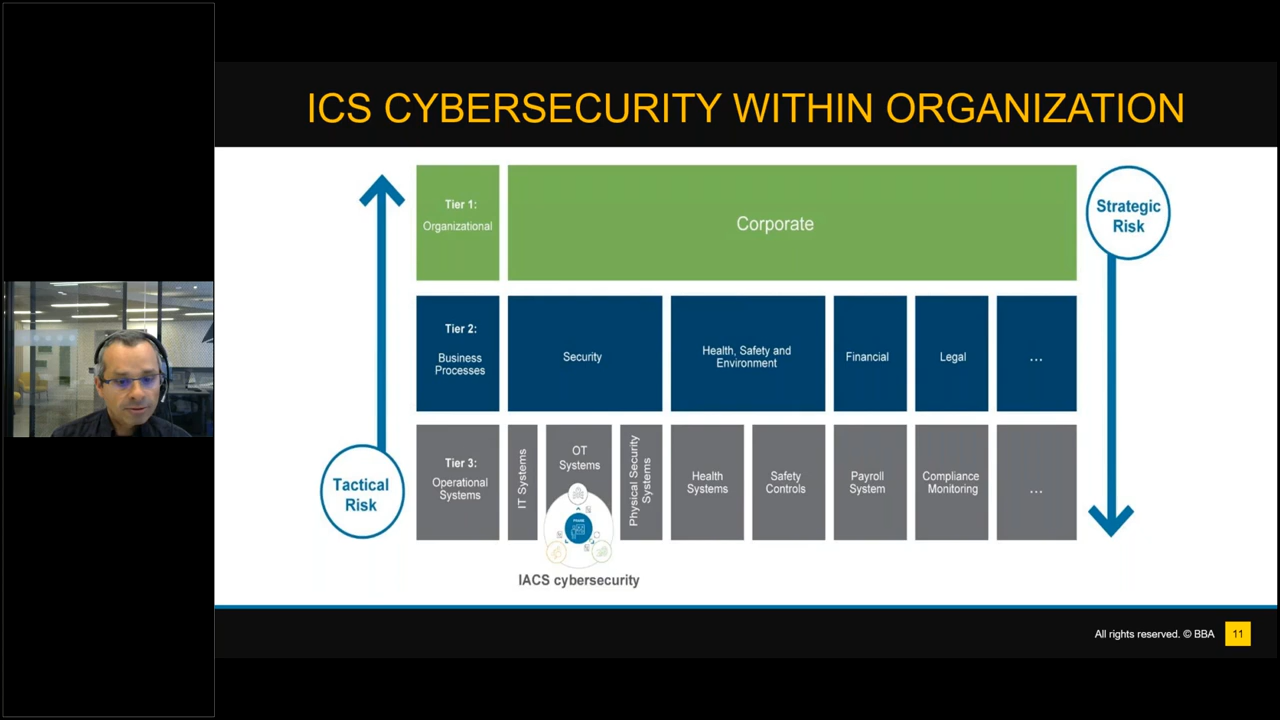 ICS CYBERSECURITY WITHIN ORGANIZATION
Tier 1:
Organizational
Corporate
Strategic
Risk
Tier 2:
Business
Processes
Security
Health, Safety and
Environment
Financial
Legal
...
Tactical
Risk
Tier 3:
Operational
Systems
IT Systems
OT
Systems
Physical Security
Systems
Health
Systems
Safety
Controls
Payroll
System
Compliance
Monitoring
...
IACS cybersecurity
All rights reserved. © BBA
11